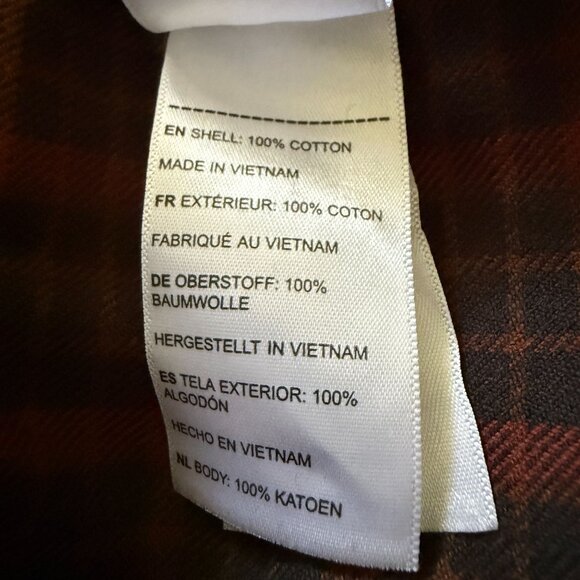 EN SHELL: 100% COTTON
MADE IN VIETNAM
FR EXTÉRIEUR: 100% COTON
FABRIQUÉ AU VIETNAM
DE OBERSTOFF: 100%
BAUMWOLLE
HERGESTELLT IN VIETNAM
ES TELA EXTERIOR: 100%
ALGODÓN
HECHO EN VIETNAM
NL BODY: 100% KATOEN